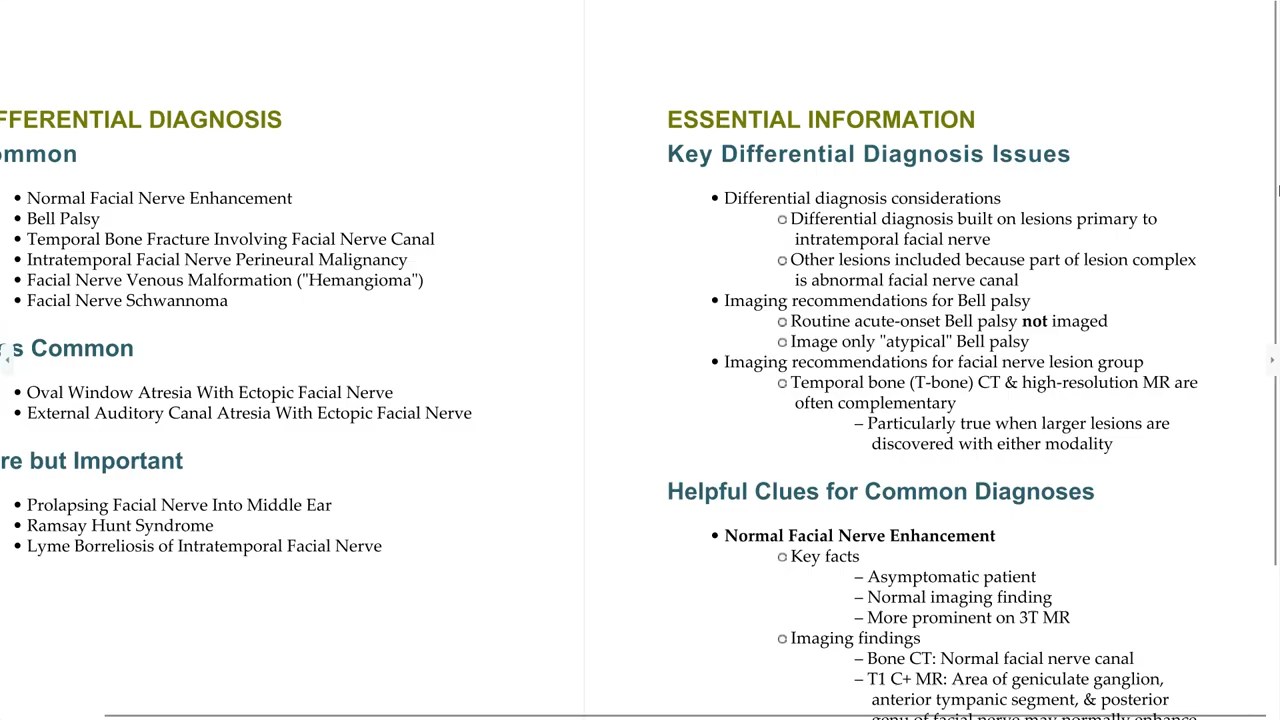 FFERENTIAL DIAGNOSIS
ommon
• Normal Facial Nerve Enhancement
• Bell Palsy
• Temporal Bone Fracture Involving Facial Nerve Canal
• Intratemporal Facial Nerve Perineural Malignancy
• Facial Nerve Venous Malformation ("Hemangioma")
• Facial Nerve Schwannoma
s Common
• Oval Window Atresia With Ectopic Facial Nerve
• External Auditory Canal Atresia With Ectopic Facial Nerve
re but Important
• Prolapsing Facial Nerve Into Middle Ear
• Ramsay Hunt Syndrome
• Lyme Borreliosis of Intratemporal Facial Nerve
ESSENTIAL INFORMATION
Key Differential Diagnosis Issues
• Differential diagnosis considerations
○ Differential diagnosis built on lesions primary to
intratemporal facial nerve
○ Other lesions included because part of lesion complex
is abnormal facial nerve canal
• Imaging recommendations for Bell palsy
○ Routine acute-onset Bell palsy not imaged
○ Image only "atypical" Bell palsy
• Imaging recommendations for facial nerve lesion group
○ Temporal bone (T-bone) CT & high-resolution MR are
often complementary
– Particularly true when larger lesions are
discovered with either modality
Helpful Clues for Common Diagnoses
• Normal Facial Nerve Enhancement
○ Key facts
– Asymptomatic patient
– Normal imaging finding
– More prominent on 3T MR
○ Imaging findings
– Bone CT: Normal facial nerve canal
– T1 C+ MR: Area of geniculate ganglion,
anterior tympanic segment, & posterior
genu of facial nerve may normally enhance